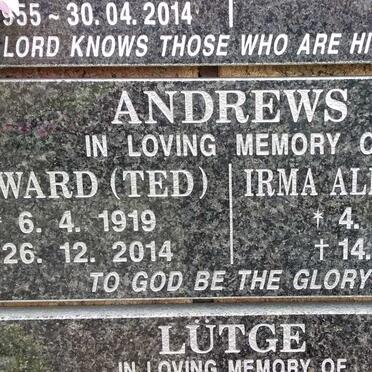 955 ~ 30.04.2014
LORD KNOWS THOSE WHO ARE HI
ANDREWS
IN LOVING MEMORY O
WARD (TED) IRMA ALI
6. 4. 1919 * 4.
26. 12. 2014 † 14.
TO GOD BE THE GLORY
LÜTGE
IN LOVING MEMORY OF